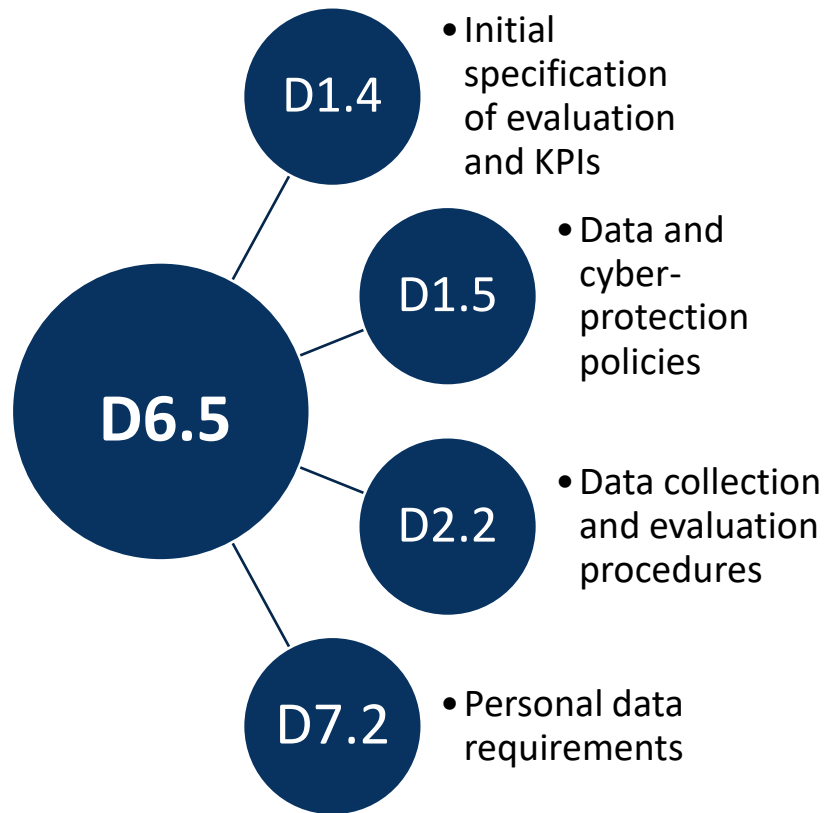 D6.5
D1.4
• Initial
specification
of evaluation
and KPIs
D1.5
• Data and
cyber-
protection
policies
D2.2
• Data collection
and evaluation
procedures
D7.2
• Personal data
requirements